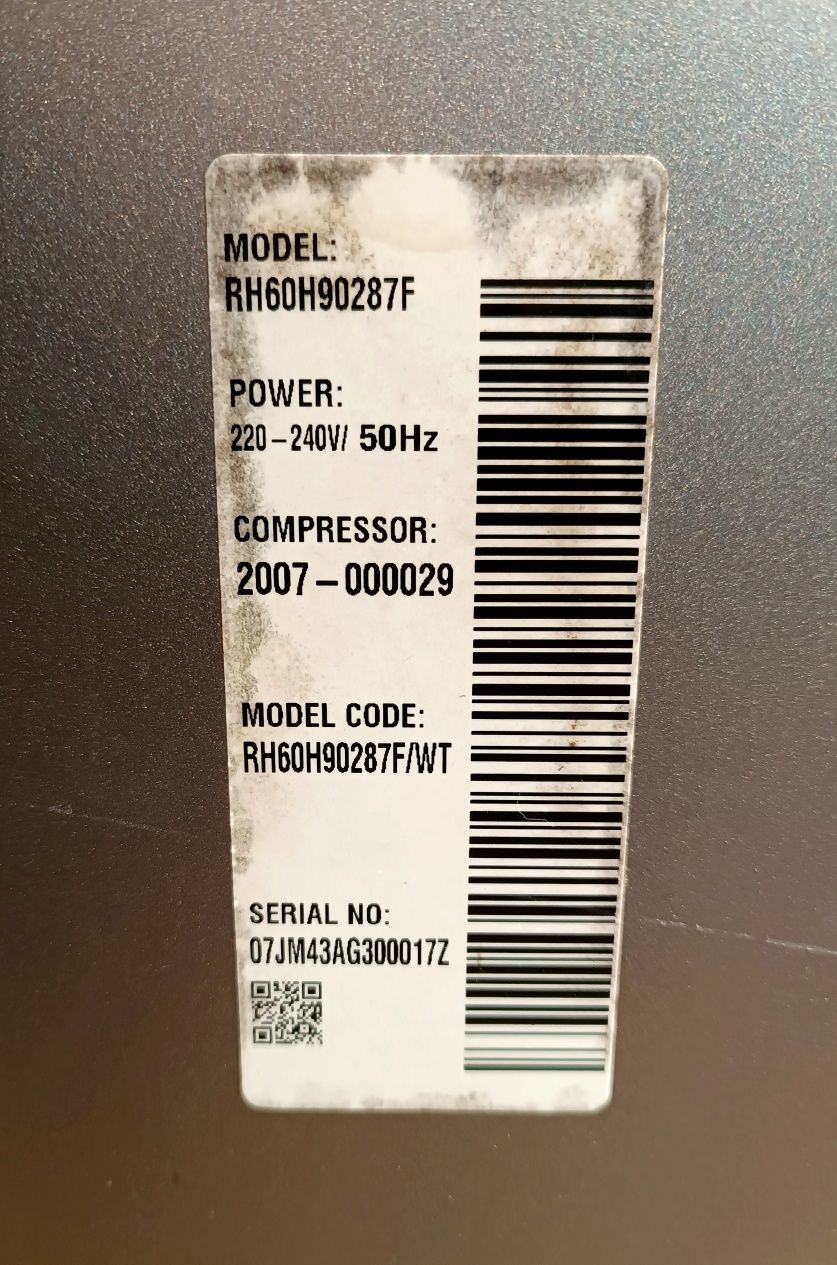 MODEL:
RH60H90287F
POWER:
220-240V/ 50Hz
COMPRESSOR:
2007-000029
MODEL CODE:
RH60H90287F/WT
SERIAL NO:
07JM43AG300017Z